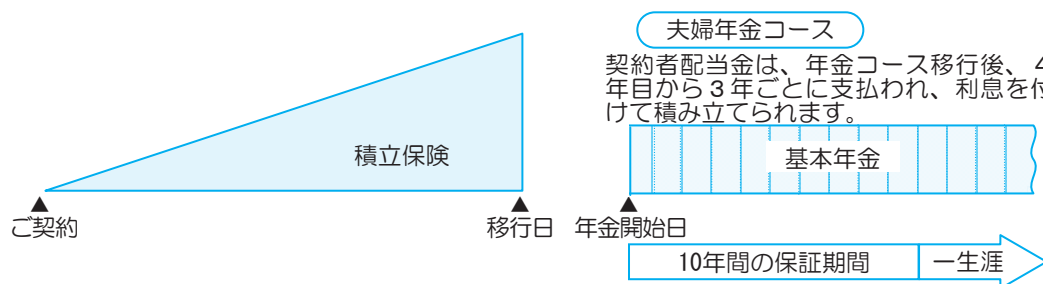 夫婦年金コース
契約者配当金は、年金コース移行後、4
年目から3年ごとに支払われ、利息を付
けて積み立てられます。
積立保険
基本年金
ご契約
移行日
年金開始日
10年間の保証期間
一生涯